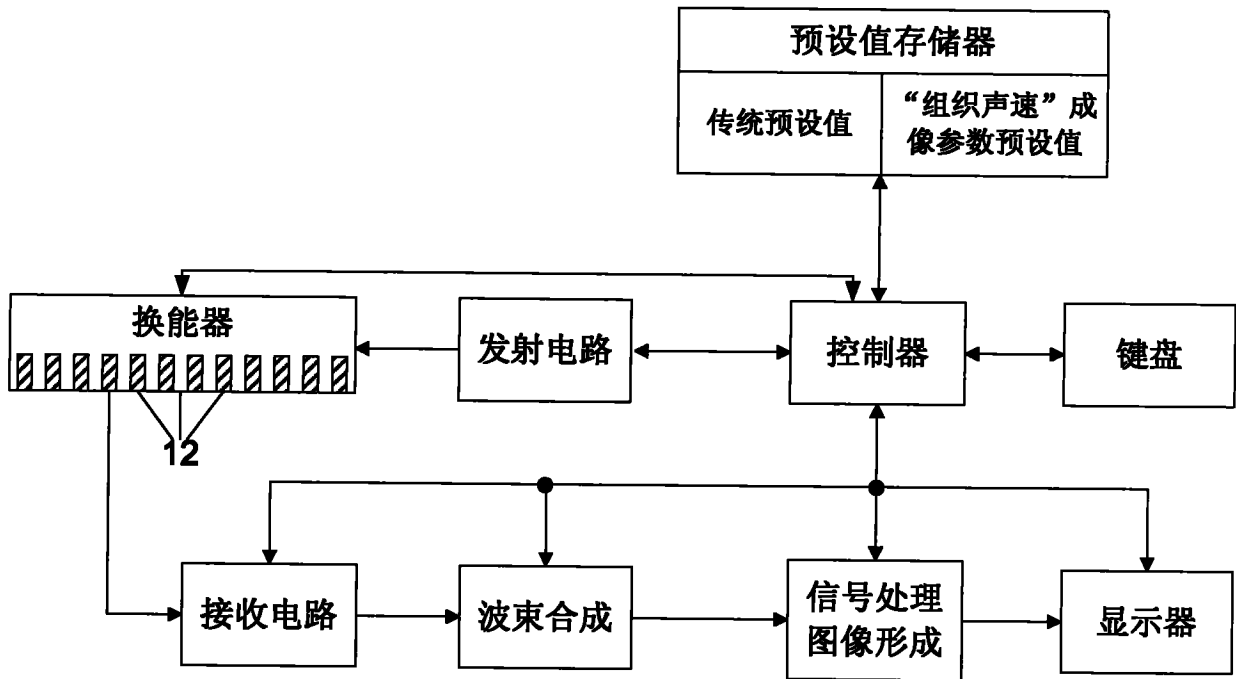 预设值存储器
传统预设值
“组织声速”成
像参数预设值
换能器
发射电路
控制器
键盘
12
接收电路
波束合成
信号处理
图像形成
显示器